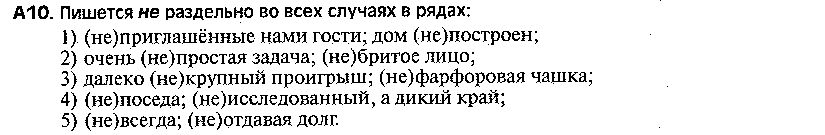 А10. Пишется не раздельно во всех случаях в рядах:
1) (не)приглашённые нами гости; дом (не)построен;
2) очень (не)простая задача; (не)бритое лицо;
3) далеко (не)крупный проигрыш; (не)фарфоровая чашка;
4) (не)поседа; (не)исследованный, а дикий край;
5) (не)всегда; (не)отдавая долг.